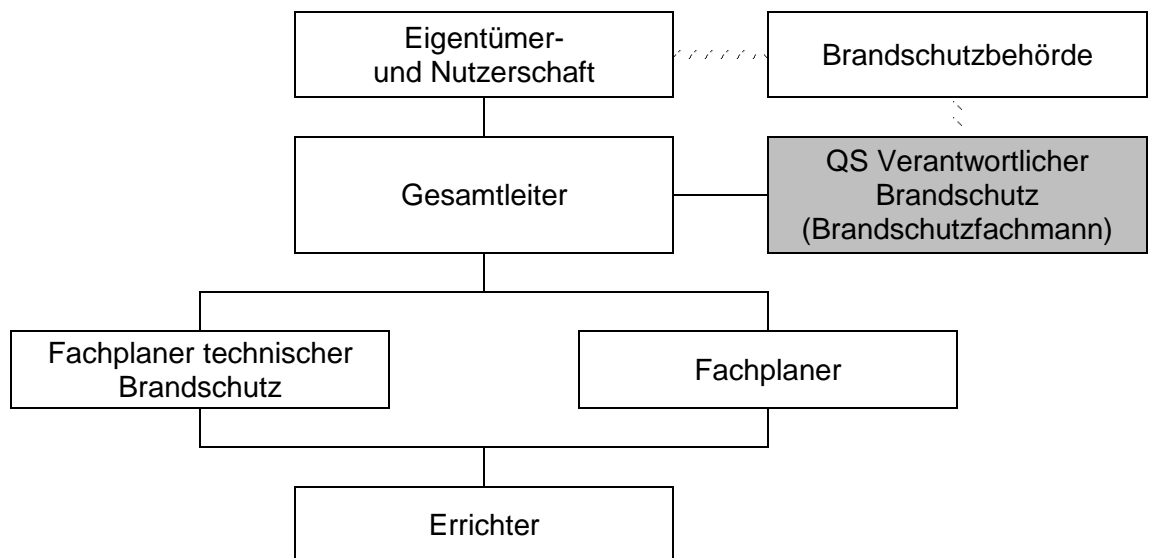 Eigentümer-
und Nutzerschaft
Brandschutzbehörde
Gesamtleiter
QS Verantwortlicher
Brandschutz
(Brandschutzfachmann)
Fachplaner technischer
Brandschutz
Fachplaner
Errichter